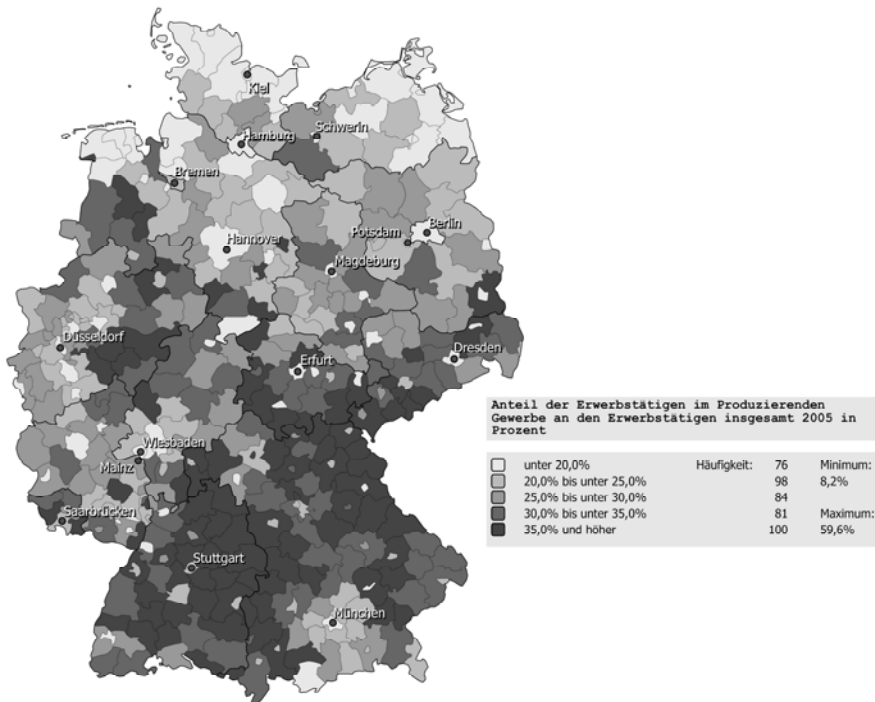 Kiel
Schwerin
Hamburg
Bremen
Berlin
Potsdam
Hannover
Magdeburg
Düsseldorf
Dresden
Erfurt
Wiesbaden
Mainz
Saarbrücken
Stuttgart
München
Anteil der Erwerbstätigen im Produzierenden
Gewerbe an den Erwerbstätigen insgesamt 2005 in
Prozent
unter 20,0% Häufigkeit: 76 Minimum:
20,0% bis unter 25,0% 98 8,2%
25,0% bis unter 30,0% 84
30,0% bis unter 35,0% 81 Maximum:
35,0% und höher 100 59,6%